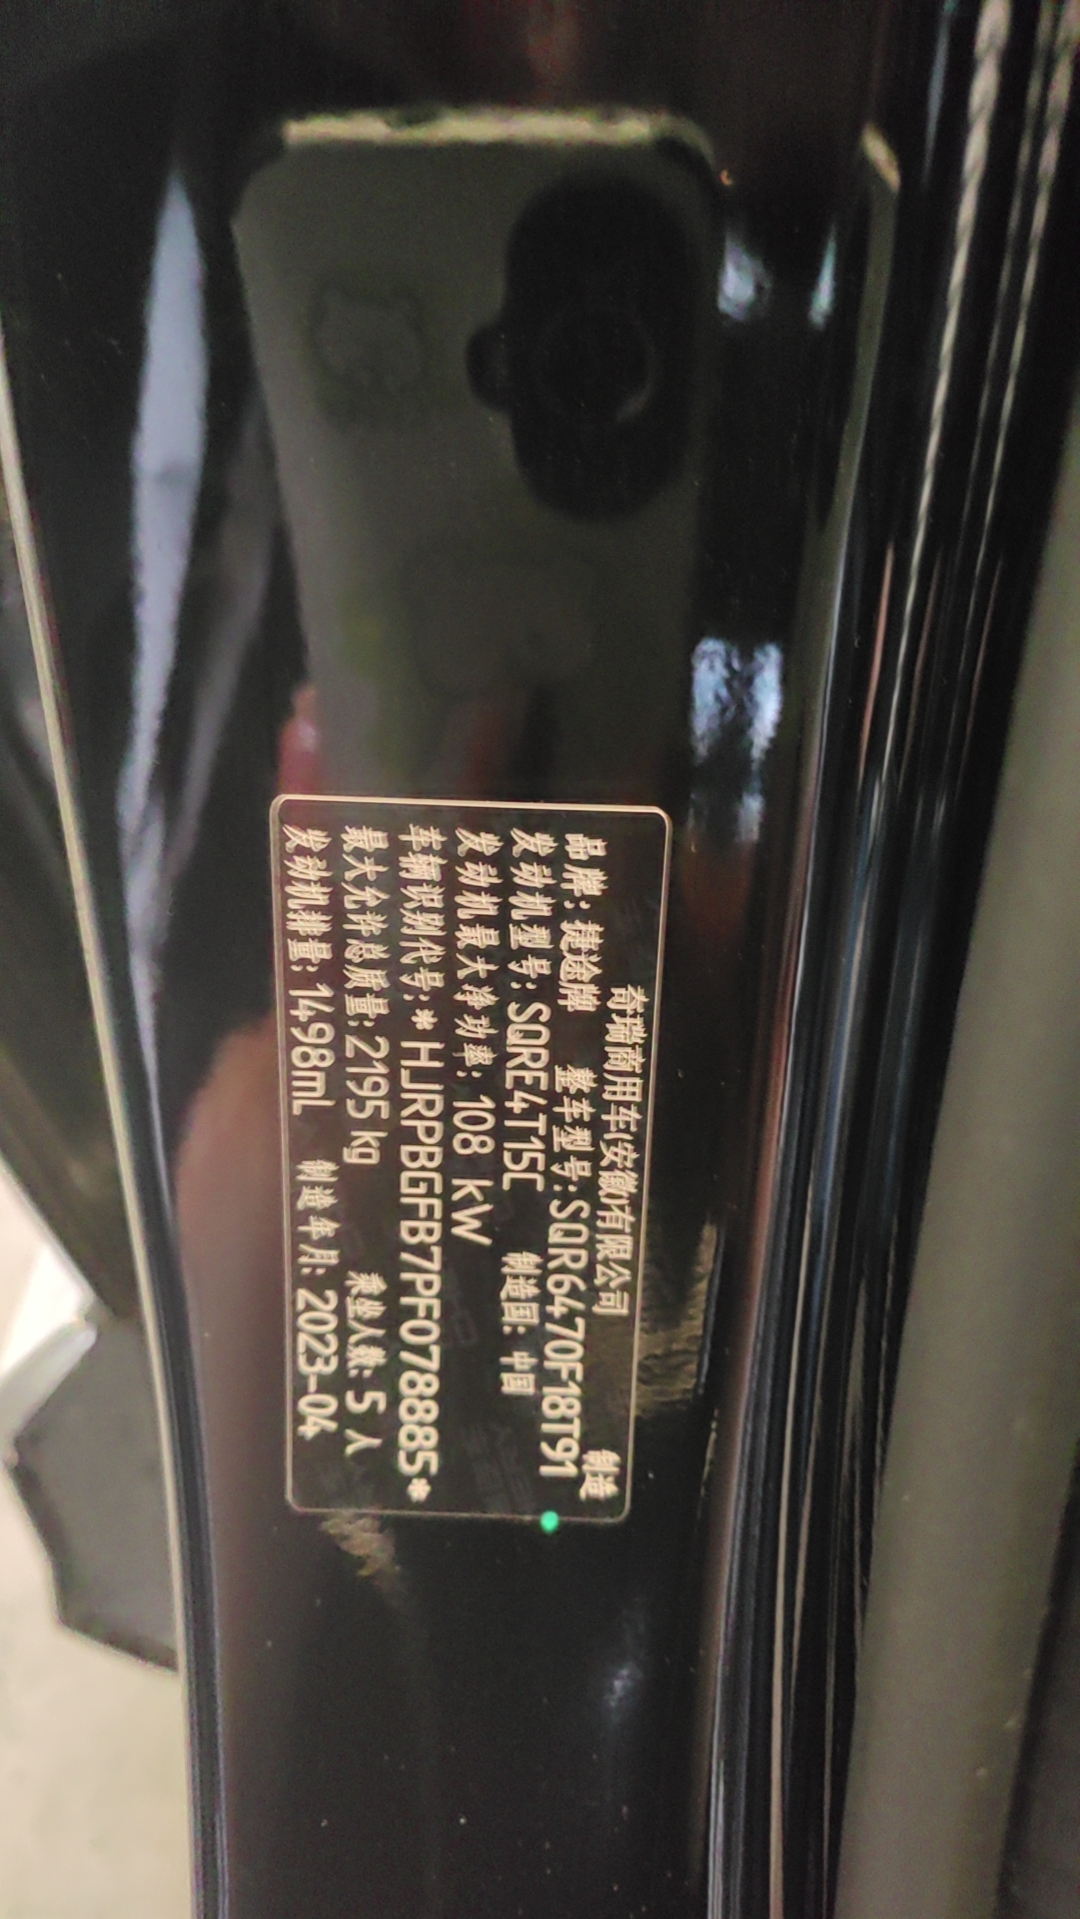 奇瑞商用车(安徽)有限公司 制造
品牌: 捷途牌 整车型号: SQR6470F18T91
发动机型号: SQRE4T15C 制造国: 中国
发动机最大净功率: 108 kW
车辆识别代号: * HJRPBGFB7PF078885*
最大允许总质量: 2195 kg 乘坐人数: 5 人
发动机排量: 1498mL 制造年月: 2023-04